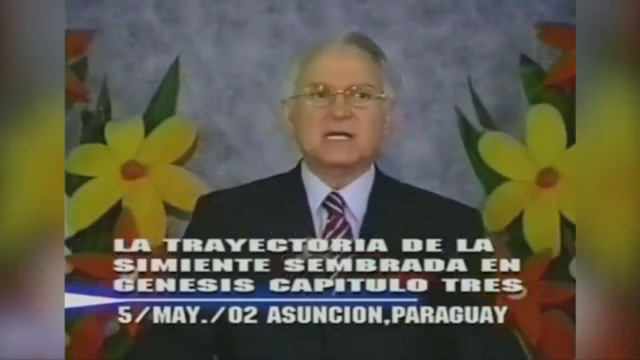 LA TRAYECTORIA DE LA
SIMIENTE SEMBRADA EN
GENESIS CAPITULO TRES
5/MAY./02 ASUNCION,PARAGUAY